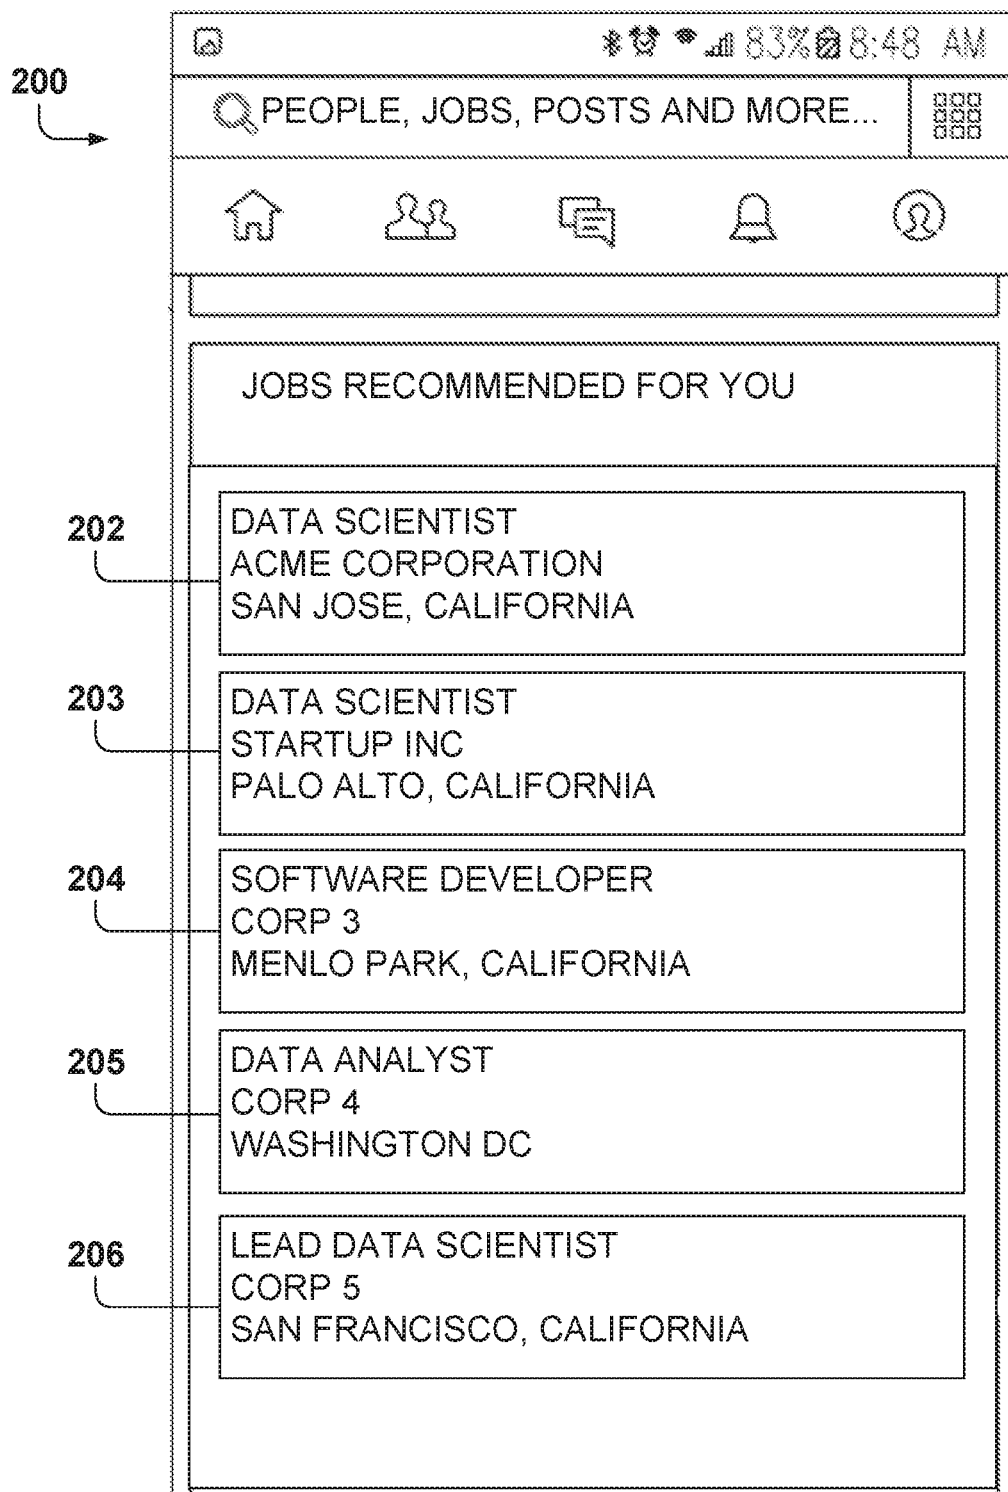 83% 8:48 AM
200
PEOPLE, JOBS, POSTS AND MORE...
JOBS RECOMMENDED FOR YOU
202
DATA SCIENTIST
ACME CORPORATION
SAN JOSE, CALIFORNIA
203
DATA SCIENTIST
STARTUP INC
PALO ALTO, CALIFORNIA
204
SOFTWARE DEVELOPER
CORP 3
MENLO PARK, CALIFORNIA
205
DATA ANALYST
CORP 4
WASHINGTON DC
206
LEAD DATA SCIENTIST
CORP 5
SAN FRANCISCO, CALIFORNIA